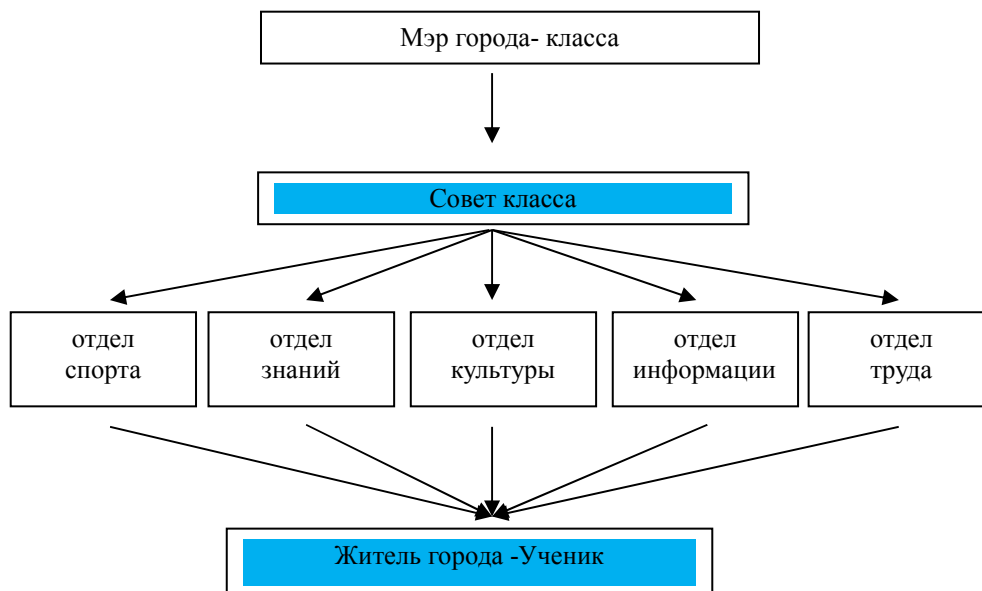 Мэр города- класса
Совет класса
отдел
спорта
отдел
знаний
отдел
культуры
отдел
информации
отдел
труда
Житель города -Ученик